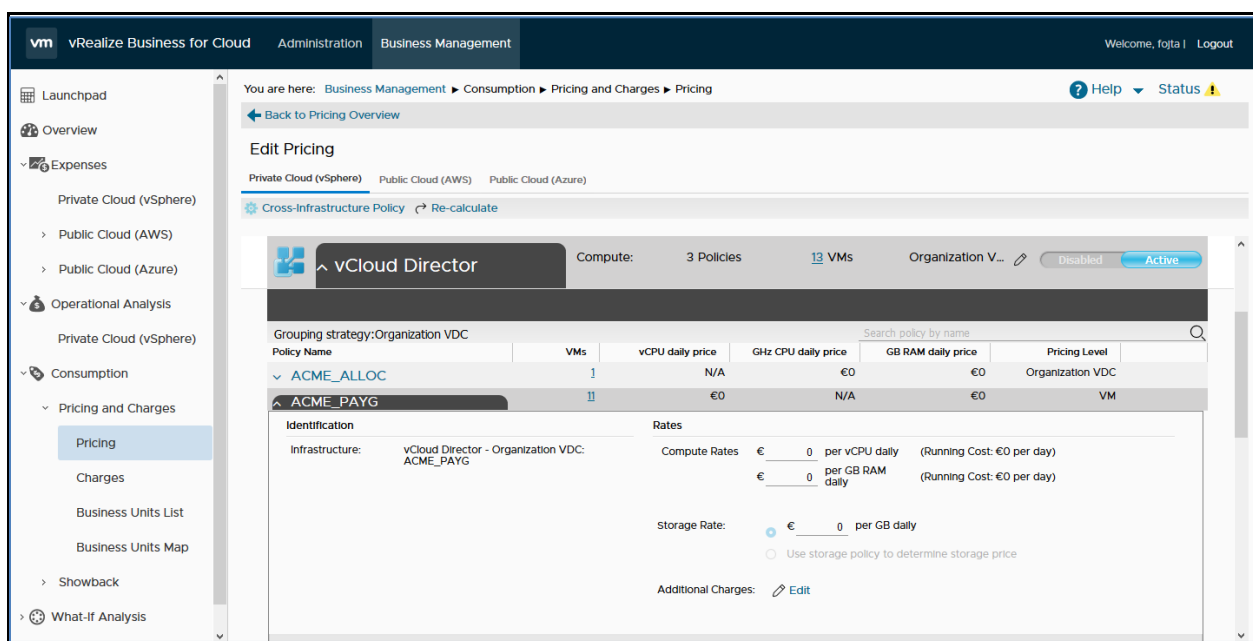 vm vRealize Business for Cloud Administration Business Management Welcome, fojta | Logout
Launchpad
Overview
Expenses
Private Cloud (vSphere)
Public Cloud (AWS)
Public Cloud (Azure)
Operational Analysis
Private Cloud (vSphere)
Consumption
Pricing and Charges
Pricing
Charges
Business Units List
Business Units Map
Showback
What-If Analysis
You are here: Business Management ▸ Consumption ▸ Pricing and Charges ▸ Pricing
? Help Status
Back to Pricing Overview
Edit Pricing
Private Cloud (vSphere) Public Cloud (AWS) Public Cloud (Azure)
Cross-Infrastructure Policy Re-calculate
vCloud Director Compute: 3 Policies 13 VMs Organization V... Disabled Active
Grouping strategy:Organization VDC Search policy by name
Policy Name VMs vCPU daily price GHz CPU daily price GB RAM daily price Pricing Level
ACME_ALLOC 1 N/A €0 €0 Organization VDC
ACME_PAYG 11 €0 N/A €0 VM
Identification Rates
Infrastructure: vCloud Director - Organization VDC:
ACME_PAYG
Compute Rates € 0 per vCPU daily (Running Cost: €0 per day)
€ 0 per GB RAM
daily (Running Cost: €0 per day)
Storage Rate: € 0 per GB daily
Use storage policy to determine storage price
Additional Charges: Edit